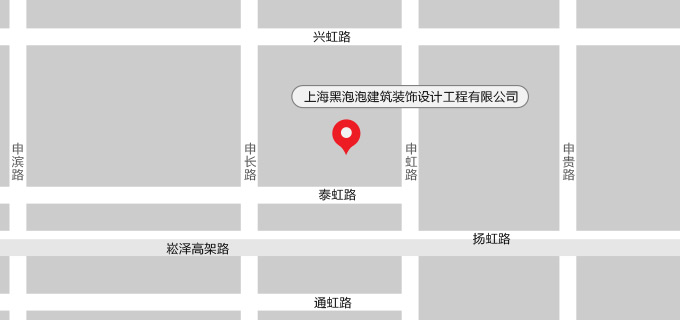 兴虹路
上海黑泡泡建筑装饰设计工程有限公司
申滨路
申长路
申虹路
申贵路
泰虹路
扬虹路
崧泽高架路
通虹路